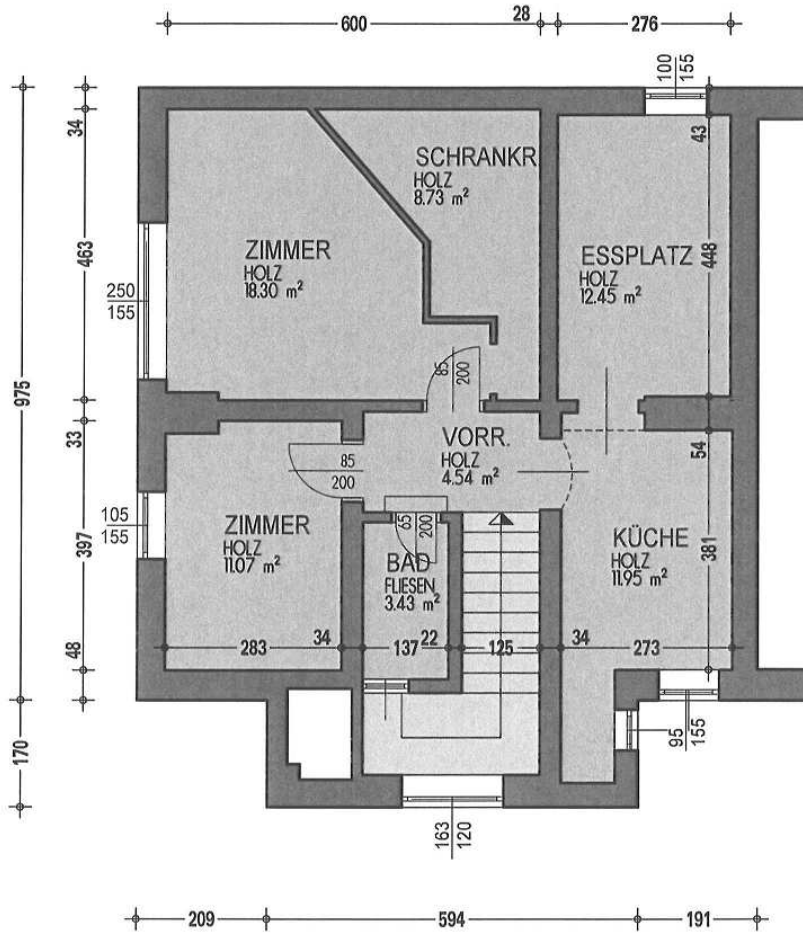 600
28
276
100
155
34
43
SCHRANKR
HOLZ
8.73 m²
ZIMMER
HOLZ
18.30 m²
ESSPLATZ
HOLZ
12.45 m²
463
448
250
155
975
85
200
33
VORR.
HOLZ
4.54 m²
54
85
200
105
155
ZIMMER
HOLZ
11.07 m²
65
200
BAD
FLIESEN
3.43 m²
KÜCHE
HOLZ
11.95 m²
397
381
48
283
34
137
22
125
34
273
170
95
155
163
120
209
594
191